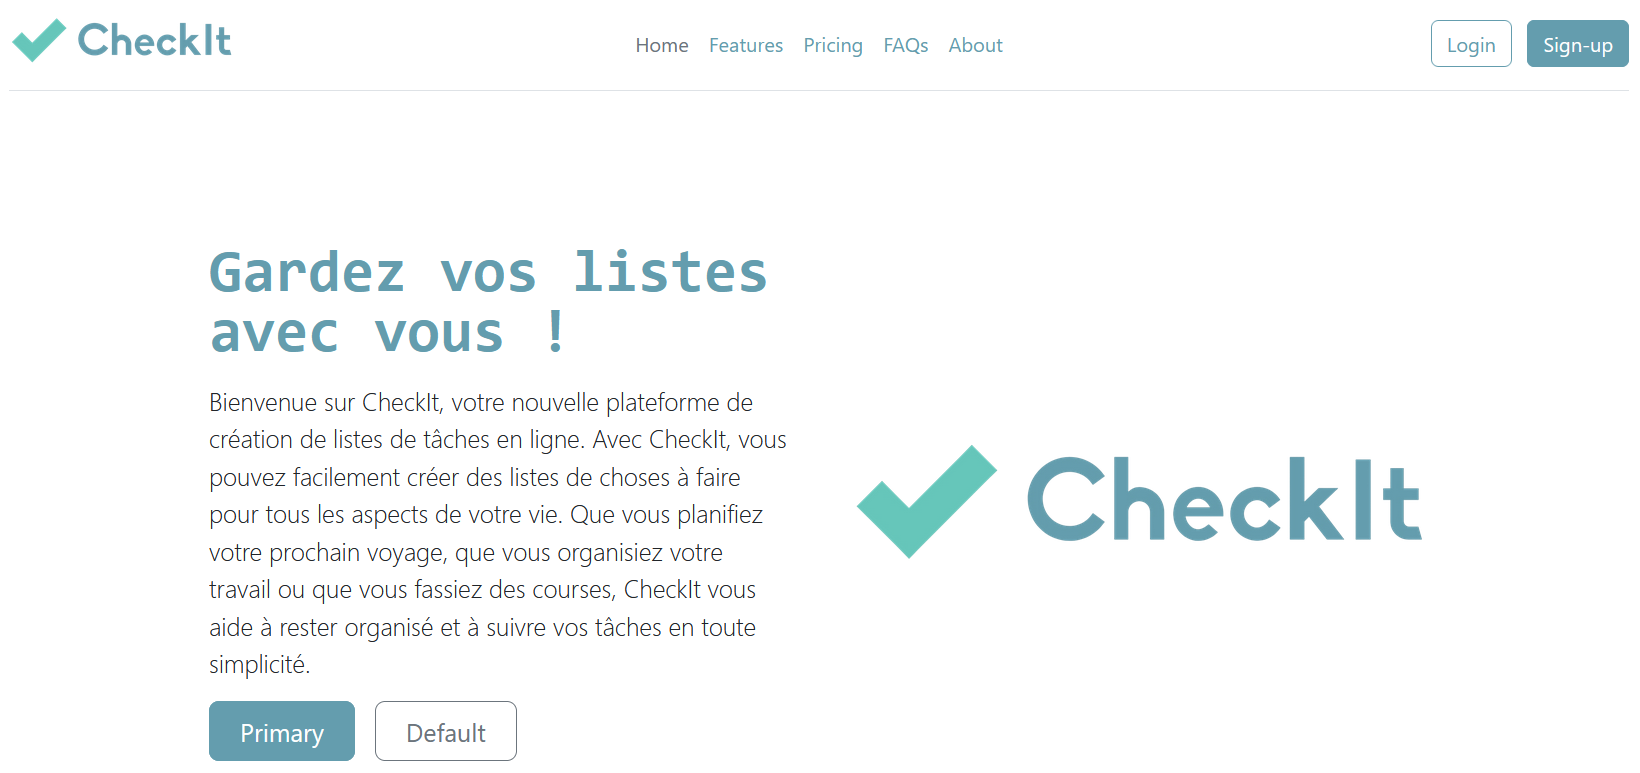 CheckIt
Home Features Pricing FAQs About
Login Sign-up
Gardez vos listes
avec vous !
Bienvenue sur CheckIt, votre nouvelle plateforme de
création de listes de tâches en ligne. Avec CheckIt, vous
pouvez facilement créer des listes de choses à faire
pour tous les aspects de votre vie. Que vous planifiez
votre prochain voyage, que vous organisiez votre
travail ou que vous fassiez des courses, CheckIt vous
aide à rester organisé et à suivre vos tâches en toute
simplicité.
Primary Default
CheckIt